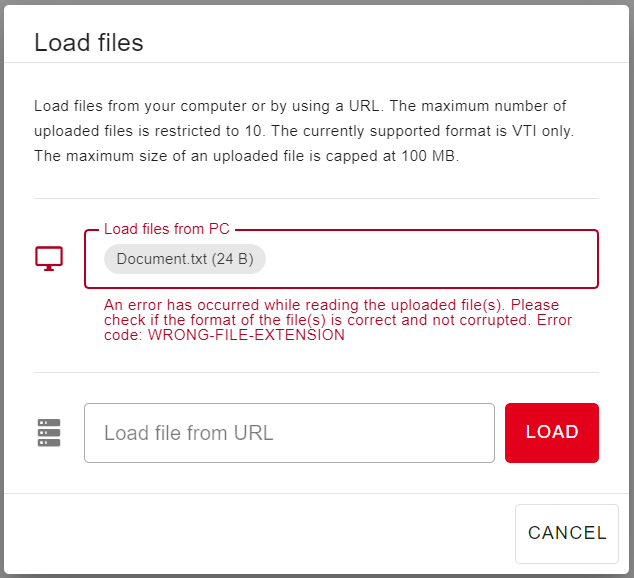 Load files
Load files from your computer or by using a URL. The maximum number of
uploaded files is restricted to 10. The currently supported format is VTI only.
The maximum size of an uploaded file is capped at 100 MB.
Load files from PC
Document.txt (24 B)
An error has occurred while reading the uploaded file(s). Please
check if the format of the file(s) is correct and not corrupted. Error
code: WRONG-FILE-EXTENSION
Load file from URL
LOAD
CANCEL